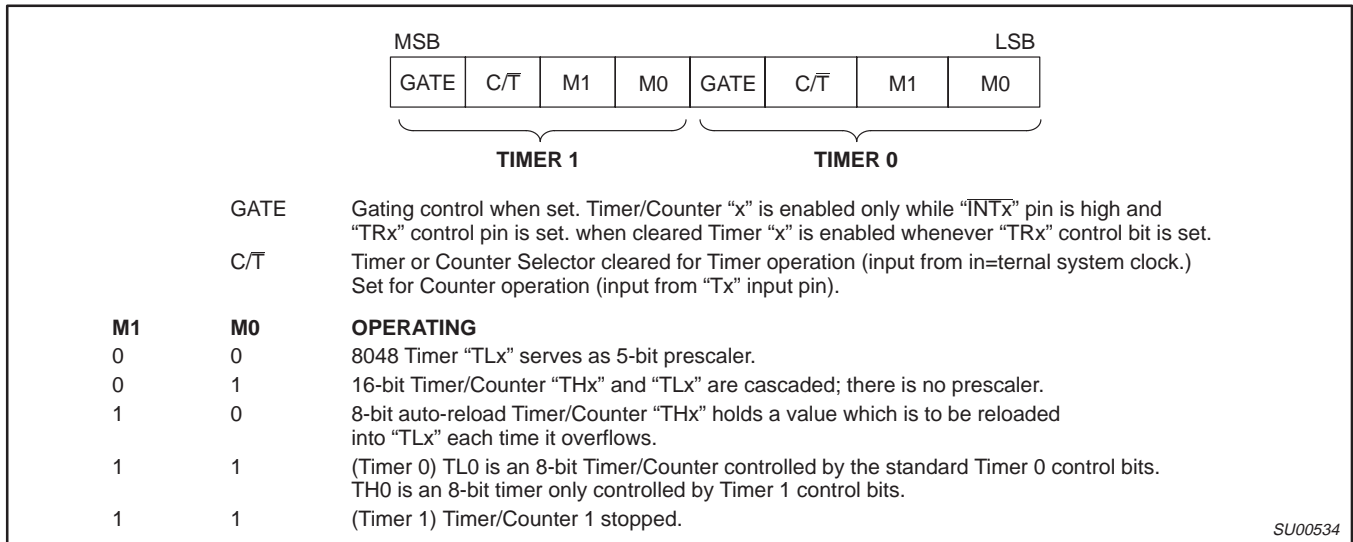 MSB LSB
GATE C/T̅ M1 M0 GATE C/T̅ M1 M0
TIMER 1 TIMER 0
GATE Gating control when set. Timer/Counter “x” is enabled only while “I̅N̅T̅x̅” pin is high and
“TRx” control pin is set. when cleared Timer “x” is enabled whenever “TRx” control bit is set.
C/T̅ Timer or Counter Selector cleared for Timer operation (input from in=ternal system clock.)
Set for Counter operation (input from “Tx” input pin).
M1 M0 OPERATING
0 0 8048 Timer “TLx” serves as 5-bit prescaler.
0 1 16-bit Timer/Counter “THx” and “TLx” are cascaded; there is no prescaler.
1 0 8-bit auto-reload Timer/Counter “THx” holds a value which is to be reloaded
into “TLx” each time it overflows.
1 1 (Timer 0) TL0 is an 8-bit Timer/Counter controlled by the standard Timer 0 control bits.
TH0 is an 8-bit timer only controlled by Timer 1 control bits.
1 1 (Timer 1) Timer/Counter 1 stopped.
SU00534